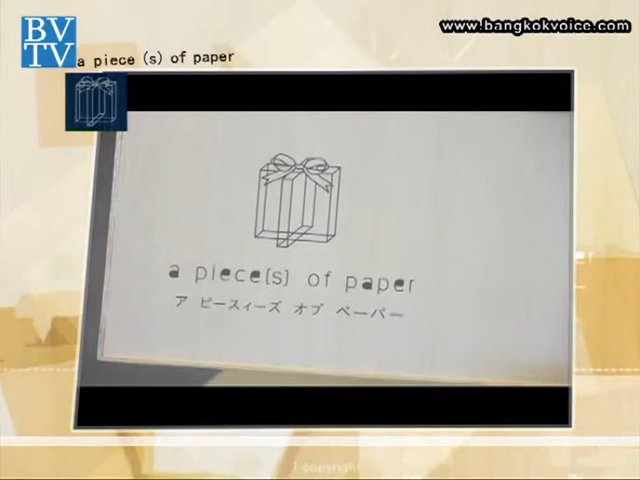 BV
TV
www.bangkokvoice.com
a piece (s) of paper
a piece(s) of paper
ア ピースィーズ オブ ペーパー
copyright